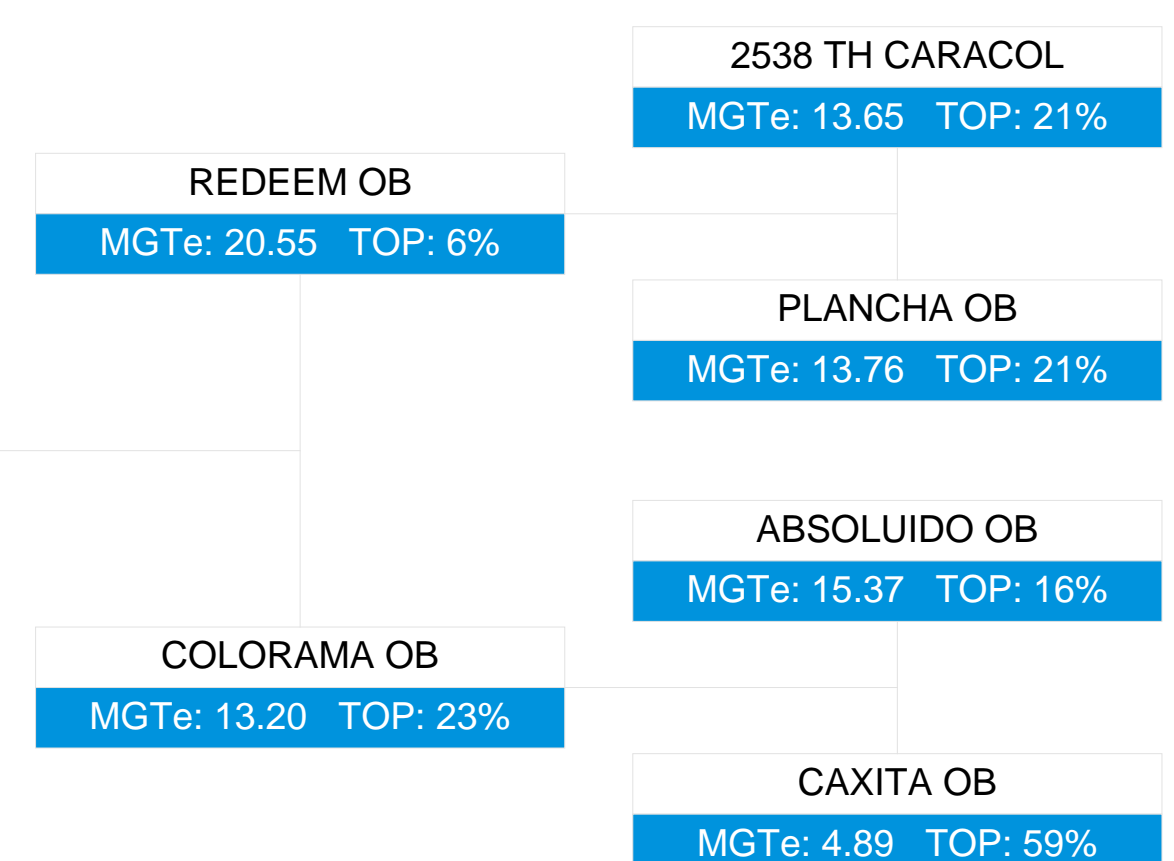 2538 TH CARACOL
MGTe: 13.65 TOP: 21%
REDEEM OB
MGTe: 20.55 TOP: 6%
PLANCHA OB
MGTe: 13.76 TOP: 21%
ABSOLUIDO OB
MGTe: 15.37 TOP: 16%
COLORAMA OB
MGTe: 13.20 TOP: 23%
CAXITA OB
MGTe: 4.89 TOP: 59%